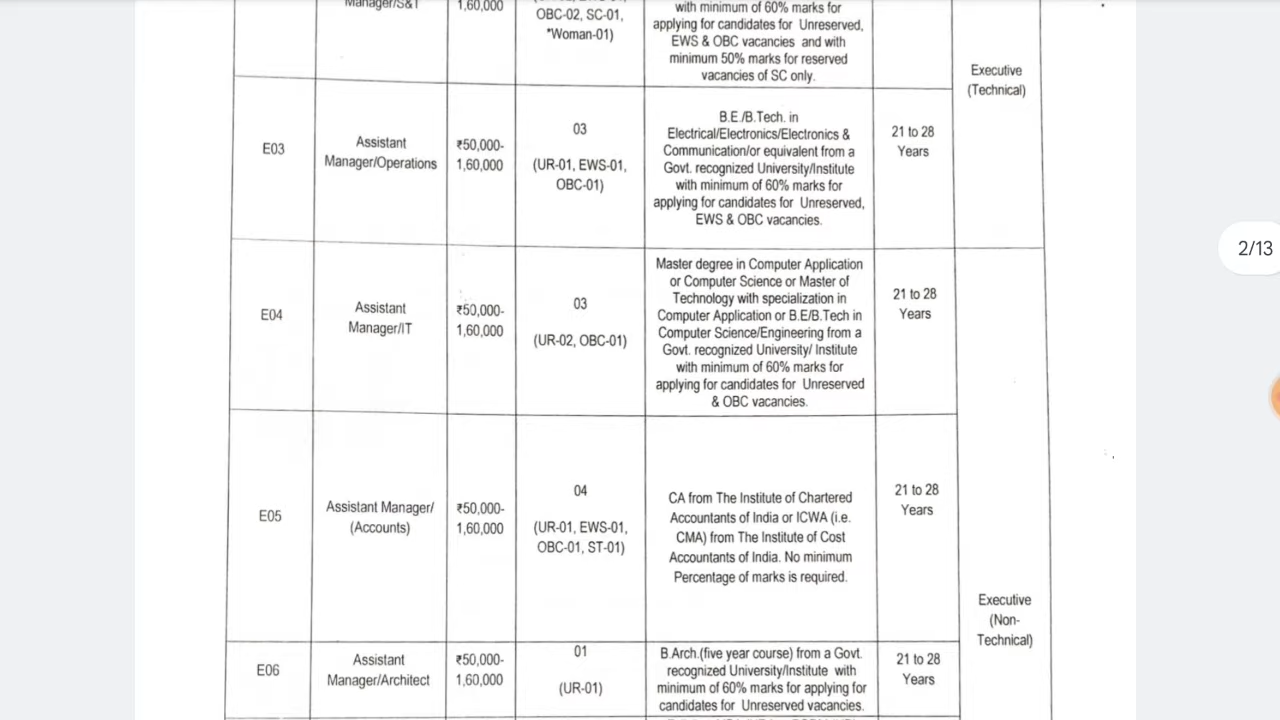 Manager/S&T
1,60,000
OBC-02, SC-01,
*Woman-01)
with minimum of 60% marks for
applying for candidates for Unreserved,
EWS & OBC vacancies and with
minimum 50% marks for reserved
vacancies of SC only.
Executive
(Technical)
E03
Assistant
Manager/Operations
₹50,000-
1,60,000
03
(UR-01, EWS-01,
OBC-01)
B.E./B.Tech. in
Electrical/Electronics/Electronics &
Communication/or equivalent from a
Govt. recognized University/Institute
with minimum of 60% marks for
applying for candidates for Unreserved,
EWS & OBC vacancies.
21 to 28
Years
2/13
E04
Assistant
Manager/IT
₹50,000-
1,60,000
03
(UR-02, OBC-01)
Master degree in Computer Application
or Computer Science or Master of
Technology with specialization in
Computer Application or B.E/B.Tech in
Computer Science/Engineering from a
Govt. recognized University/ Institute
with minimum of 60% marks for
applying for candidates for Unreserved
& OBC vacancies.
21 to 28
Years
E05
Assistant Manager/
(Accounts)
₹50,000-
1,60,000
04
(UR-01, EWS-01,
OBC-01, ST-01)
CA from The Institute of Chartered
Accountants of India or ICWA (i.e.
CMA) from The Institute of Cost
Accountants of India. No minimum
Percentage of marks is required.
21 to 28
Years
Executive
(Non-
Technical)
E06
Assistant
Manager/Architect
₹50,000-
1,60,000
01
(UR-01)
B.Arch.(five year course) from a Govt.
recognized University/Institute with
minimum of 60% marks for applying for
candidates for Unreserved vacancies.
21 to 28
Years